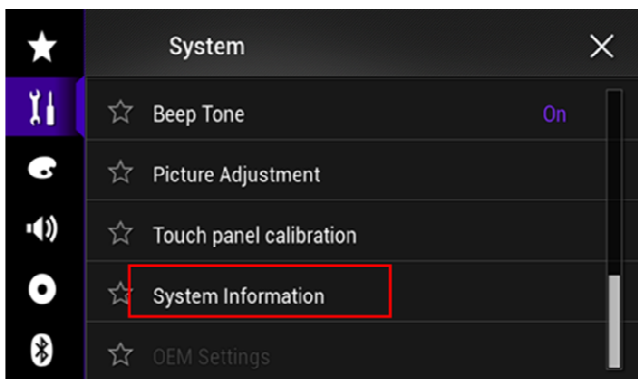 System
Beep Tone On
Picture Adjustment
Touch panel calibration
System Information
OEM Settings